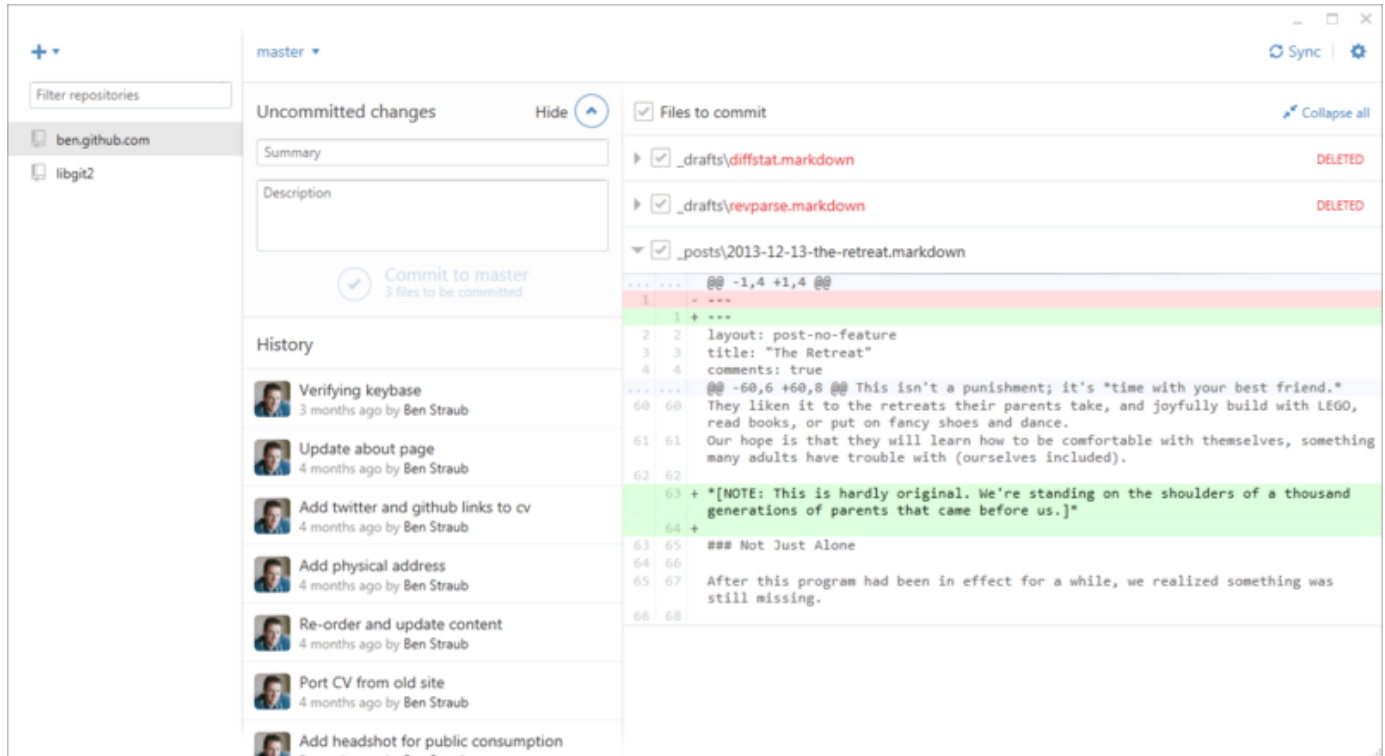 master
Sync
Filter repositories
ben.github.com
libgit2
Uncommitted changes
Hide
Summary
Description
Commit to master
3 files to be committed
History
Verifying keybase
3 months ago by Ben Straub
Update about page
4 months ago by Ben Straub
Add twitter and github links to cv
4 months ago by Ben Straub
Add physical address
4 months ago by Ben Straub
Re-order and update content
4 months ago by Ben Straub
Port CV from old site
4 months ago by Ben Straub
Add headshot for public consumption
Files to commit
Collapse all
_drafts\diffstat.markdown DELETED
_drafts\revparse.markdown DELETED
_posts\2013-12-13-the-retreat.markdown
... ... @@ -1,4 +1,4 @@
1 - ---
1 + ---
2 2 layout: post-no-feature
3 3 title: "The Retreat"
4 4 comments: true
... ... @@ -60,6 +60,8 @@ This isn't a punishment; it's *time with your best friend.*
60 60 They liken it to the retreats their parents take, and joyfully build with LEGO,
read books, or put on fancy shoes and dance.
61 61 Our hope is that they will learn how to be comfortable with themselves, something
many adults have trouble with (ourselves included).
62 62
63 + *[NOTE: This is hardly original. We're standing on the shoulders of a thousand
generations of parents that came before us.]*
64 +
63 65 ### Not Just Alone
64 66
65 67 After this program had been in effect for a while, we realized something was
still missing.
66 68